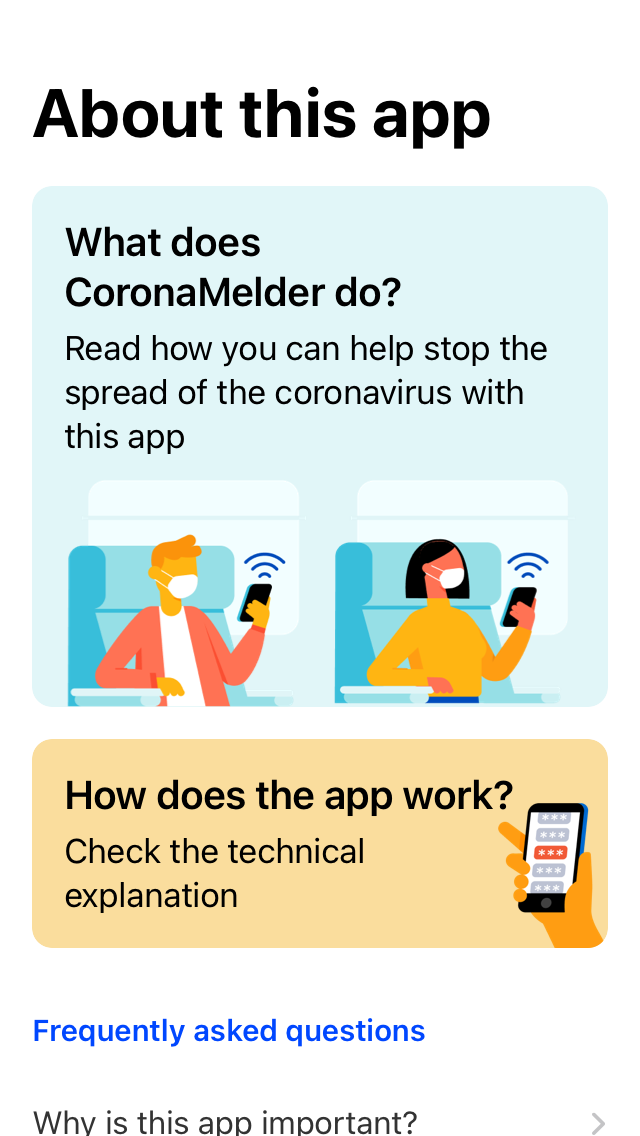 About this app
What does
CoronaMelder do?
Read how you can help stop the
spread of the coronavirus with
this app
How does the app work?
Check the technical
explanation
***
***
***
***
***
Frequently asked questions
Why is this app important?